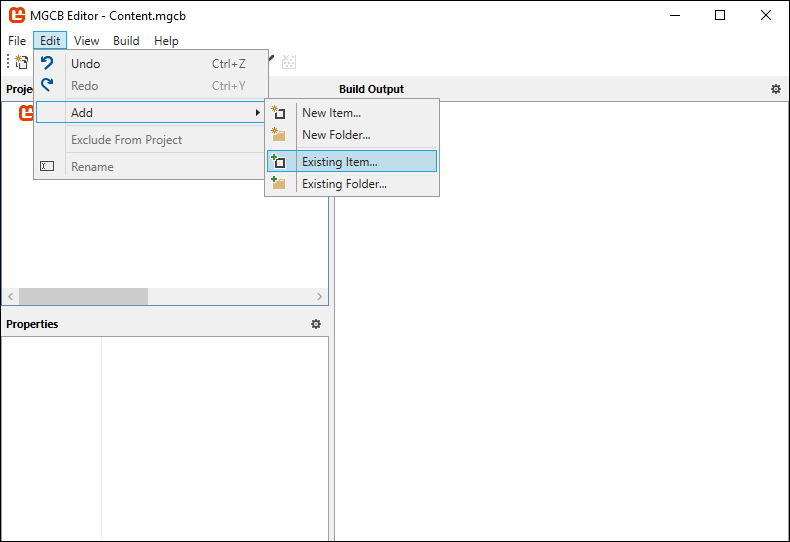 MGCB Editor - Content.mgcb
File Edit View Build Help
Undo Ctrl+Z
Redo Ctrl+Y
Add
Exclude From Project
Rename
New Item...
New Folder...
Existing Item...
Existing Folder...
Build Output
Properties